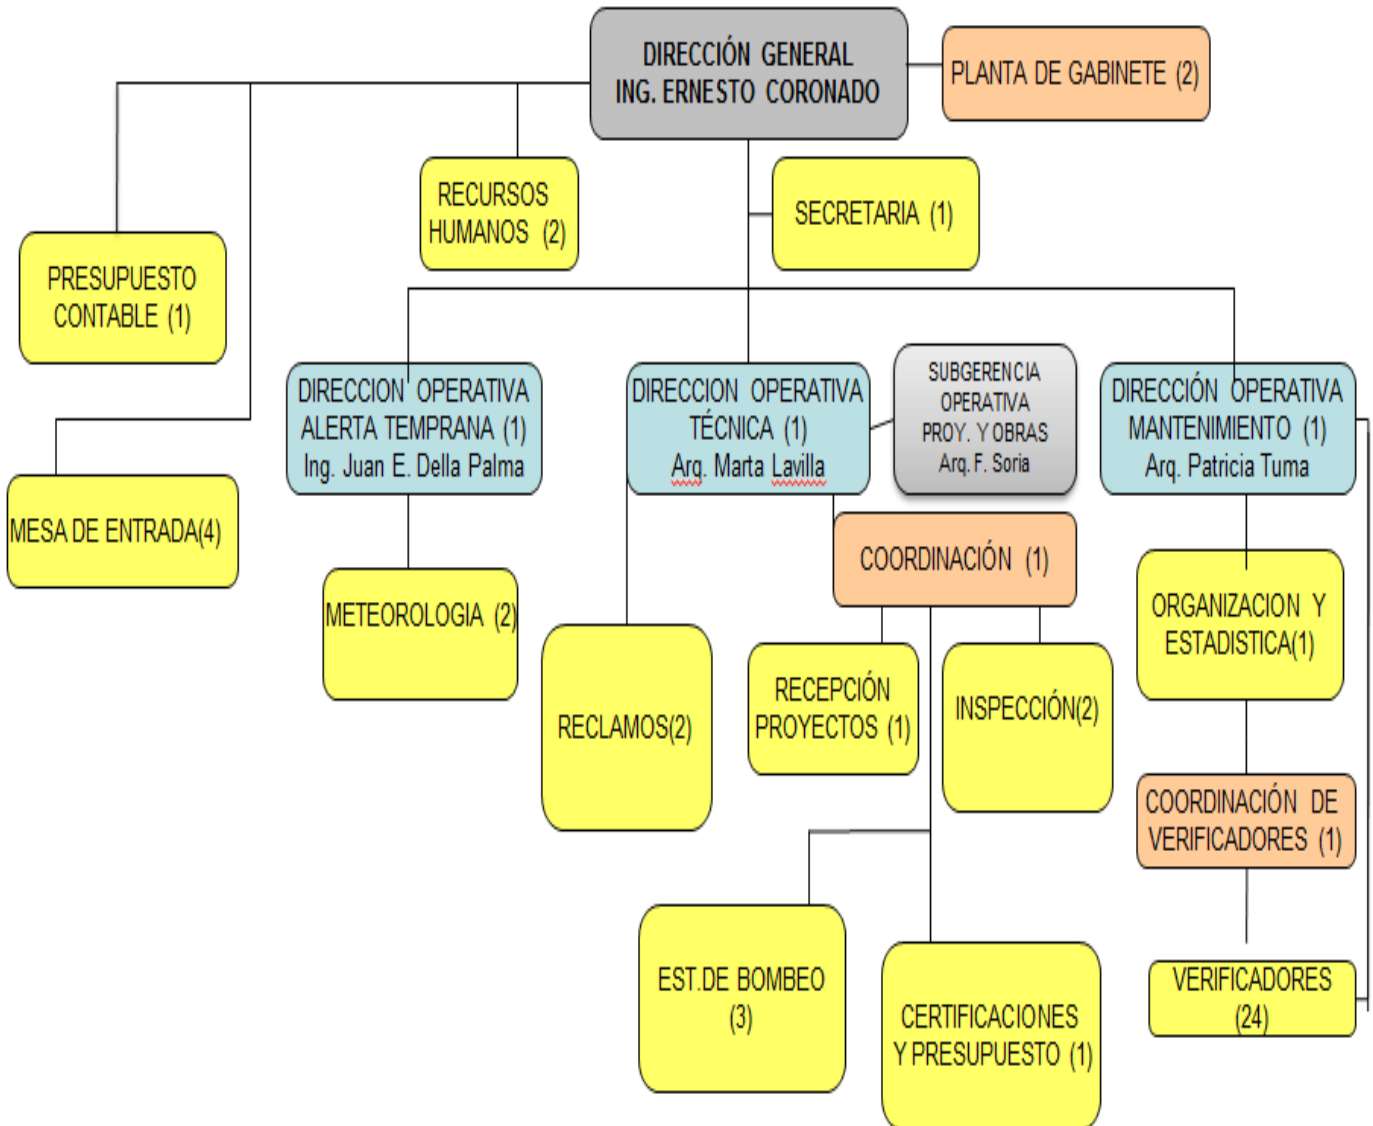 DIRECCIÓN GENERAL
ING. ERNESTO CORONADO
PLANTA DE GABINETE (2)
RECURSOS
HUMANOS (2)
SECRETARIA (1)
PRESUPUESTO
CONTABLE (1)
MESA DE ENTRADA(4)
DIRECCION OPERATIVA
ALERTA TEMPRANA (1)
Ing. Juan E. Della Palma
DIRECCION OPERATIVA
TÉCNICA (1)
Arq. Marta Lavilla
SUBGERENCIA
OPERATIVA
PROY. Y OBRAS
Arq. F. Soria
DIRECCIÓN OPERATIVA
MANTENIMIENTO (1)
Arq. Patricia Tuma
METEOROLOGIA (2)
COORDINACIÓN (1)
ORGANIZACION Y
ESTADISTICA(1)
RECLAMOS(2)
RECEPCIÓN
PROYECTOS (1)
INSPECCIÓN(2)
COORDINACIÓN DE
VERIFICADORES (1)
EST.DE BOMBEO
(3)
CERTIFICACIONES
Y PRESUPUESTO (1)
VERIFICADORES
(24)